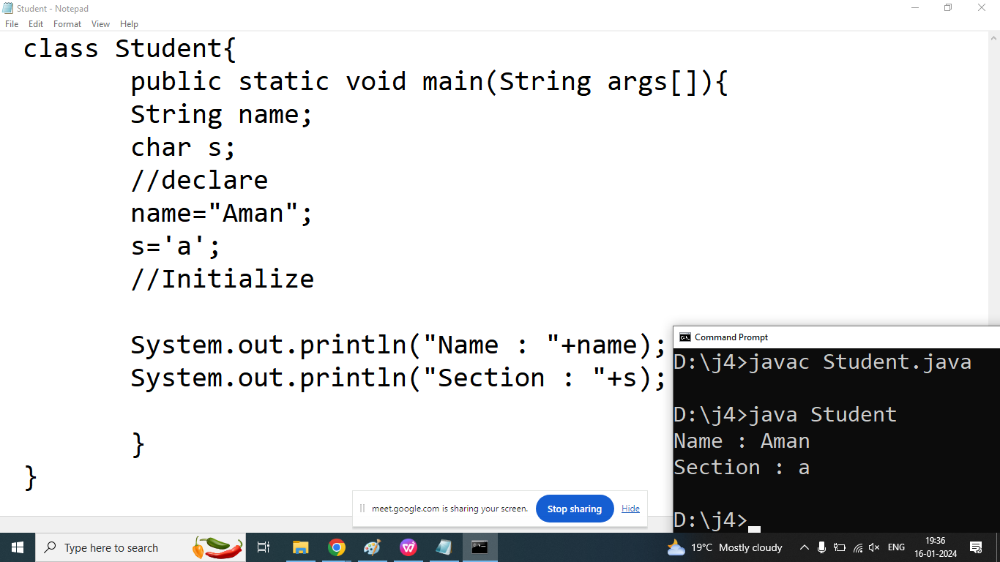 Student - Notepad
File Edit Format View Help
class Student{
public static void main(String args[]){
String name;
char s;
//declare
name="Aman";
s='a';
//Initialize
System.out.println("Name : "+name);
System.out.println("Section : "+s);
}
}
Command Prompt
D:\j4>javac Student.java
D:\j4>java Student
Name : Aman
Section : a
D:\j4>
meet.google.com is sharing your screen.
Stop sharing
Hide
Type here to search
19°C Mostly cloudy
ENG
19:36
16-01-2024